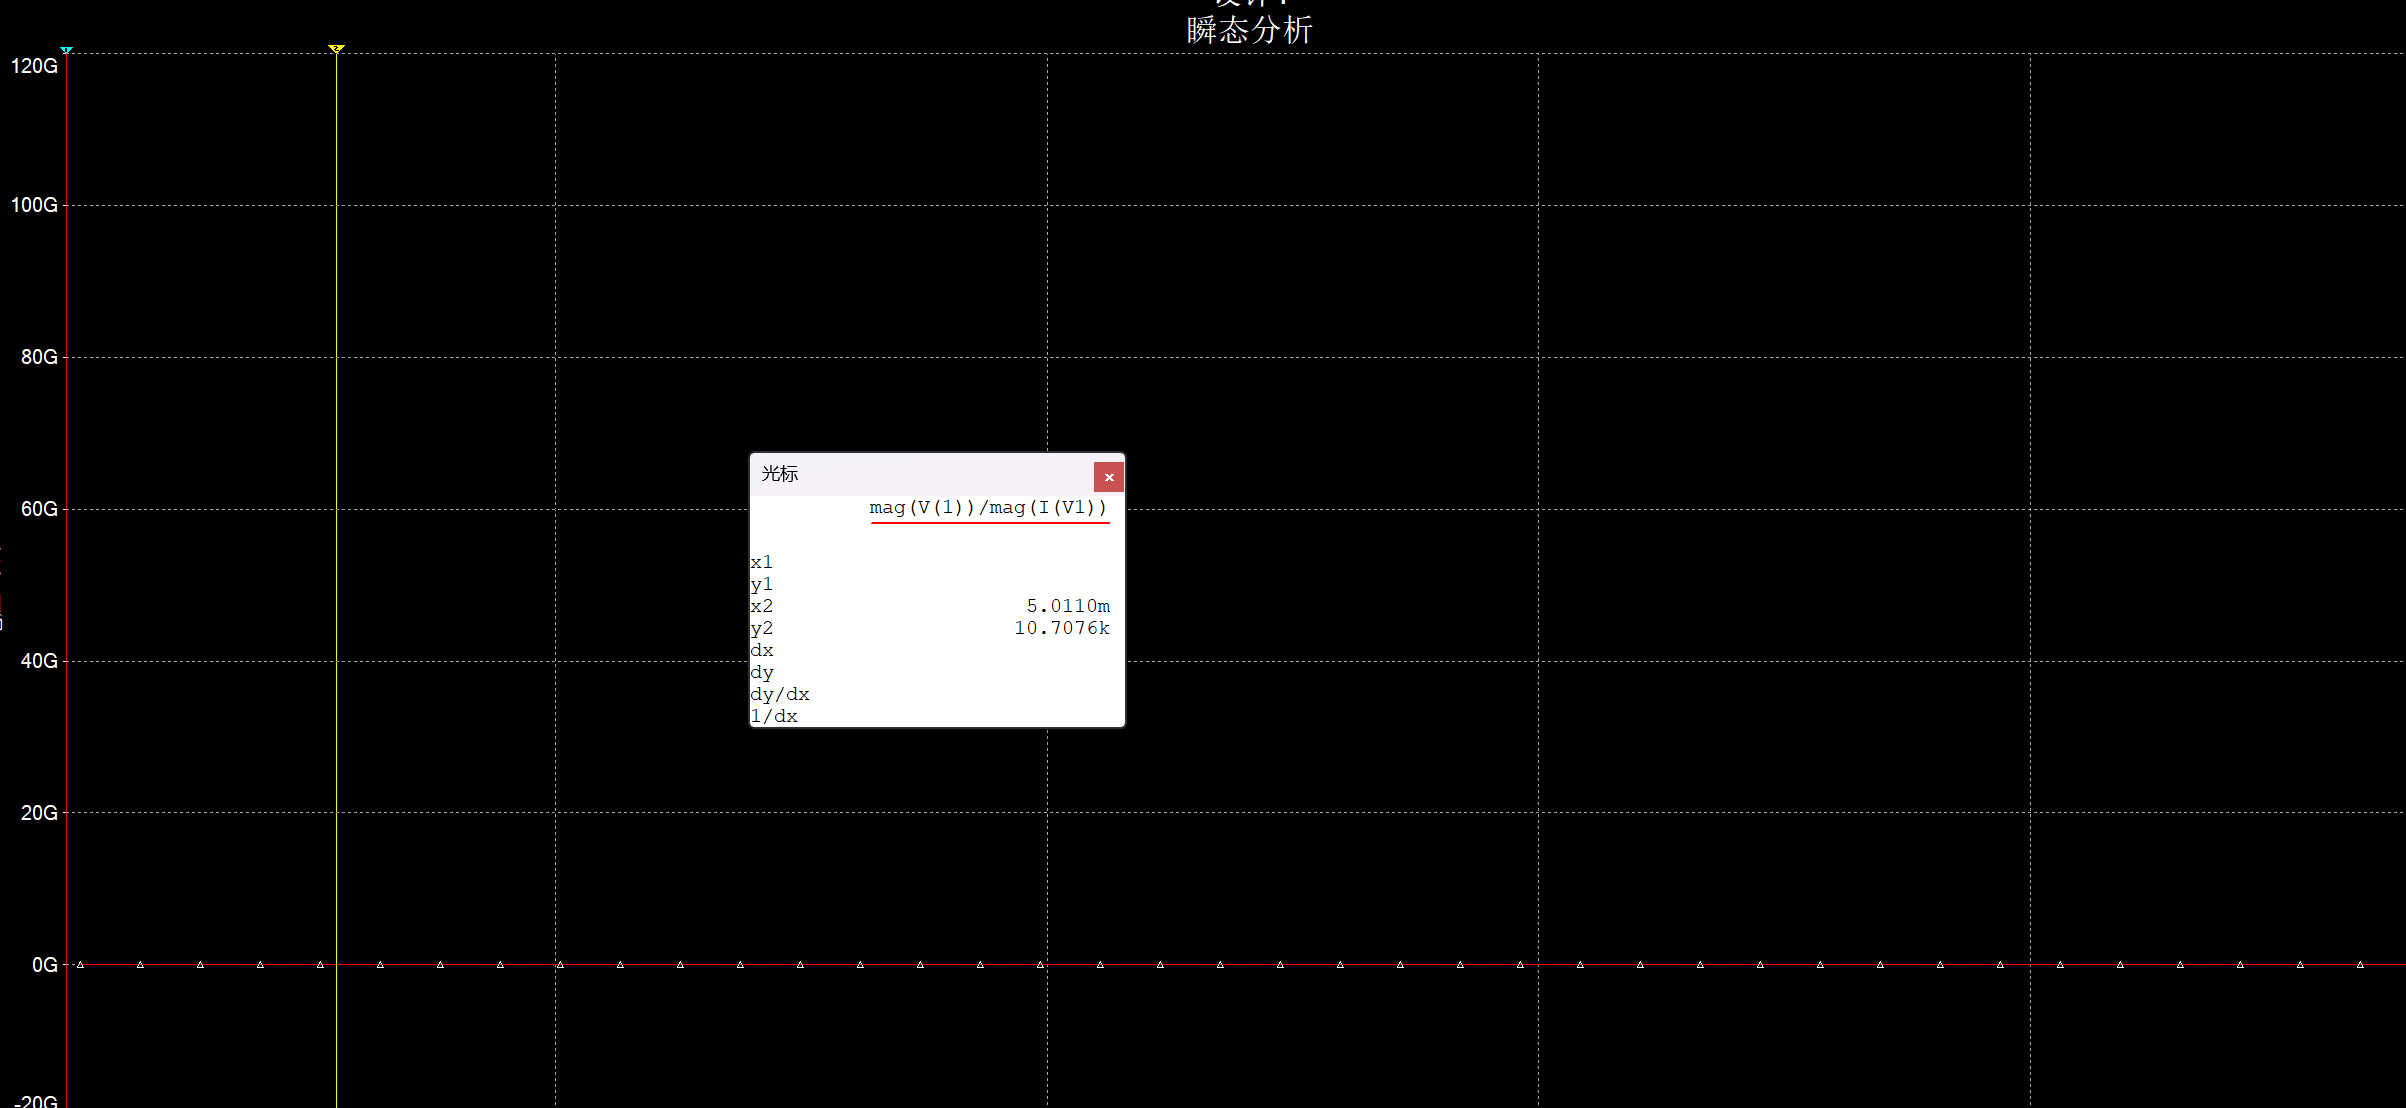 瞬态分析
120G
100G
80G
60G
40G
20G
0G
-20G
光标
mag(V(1))/mag(I(V1))
x1
y1
x2 5.0110m
y2 10.7076k
dx
dy
dy/dx
1/dx